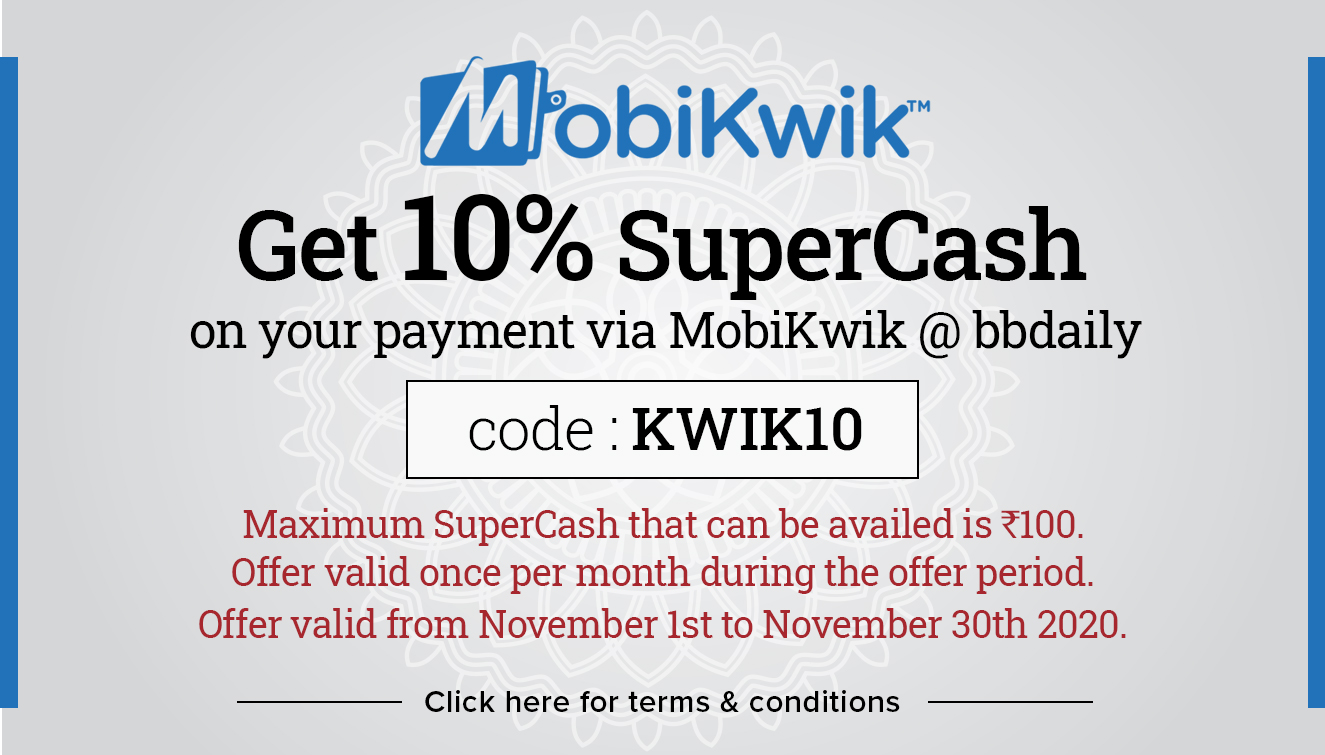 MobiKwik™
Get 10% SuperCash
on your payment via MobiKwik @ bbdaily
code : KWIK10
Maximum SuperCash that can be availed is ₹100.
Offer valid once per month during the offer period.
Offer valid from November 1st to November 30th 2020.
Click here for terms & conditions